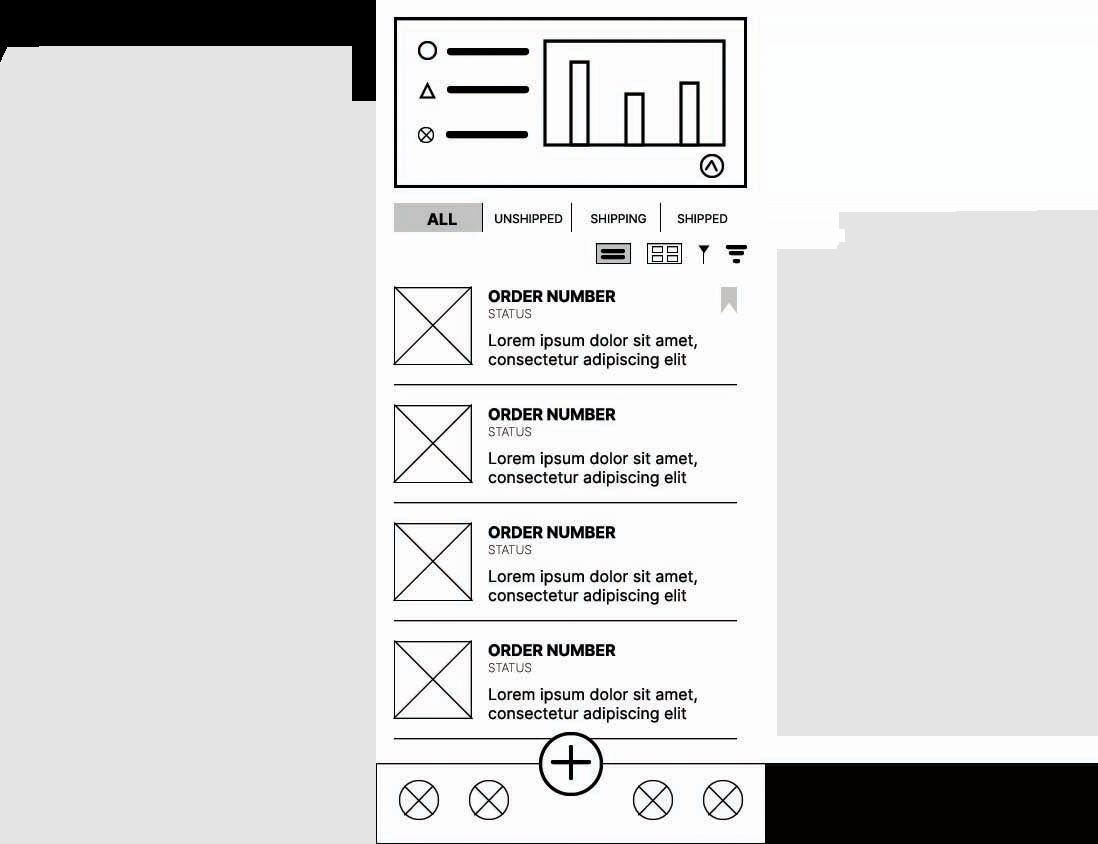 ALL UNSHIPPED SHIPPING SHIPPED
ORDER NUMBER
STATUS
Lorem ipsum dolor sit amet,
consectetur adipiscing elit
ORDER NUMBER
STATUS
Lorem ipsum dolor sit amet,
consectetur adipiscing elit
ORDER NUMBER
STATUS
Lorem ipsum dolor sit amet,
consectetur adipiscing elit
ORDER NUMBER
STATUS
Lorem ipsum dolor sit amet,
consectetur adipiscing elit